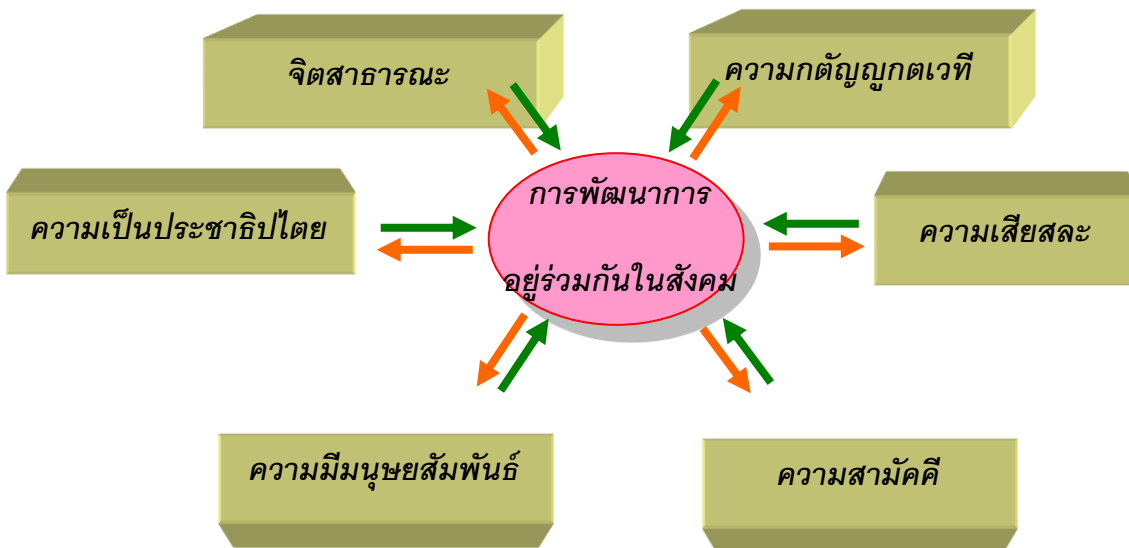 จิตสาธารณะ
ความกตัญญูกตเวที
การพัฒนาการ
อยู่ร่วมกันในสังคม
ความเป็นประชาธิปไตย
ความเสียสละ
ความมีมนุษยสัมพันธ์
ความสามัคคี